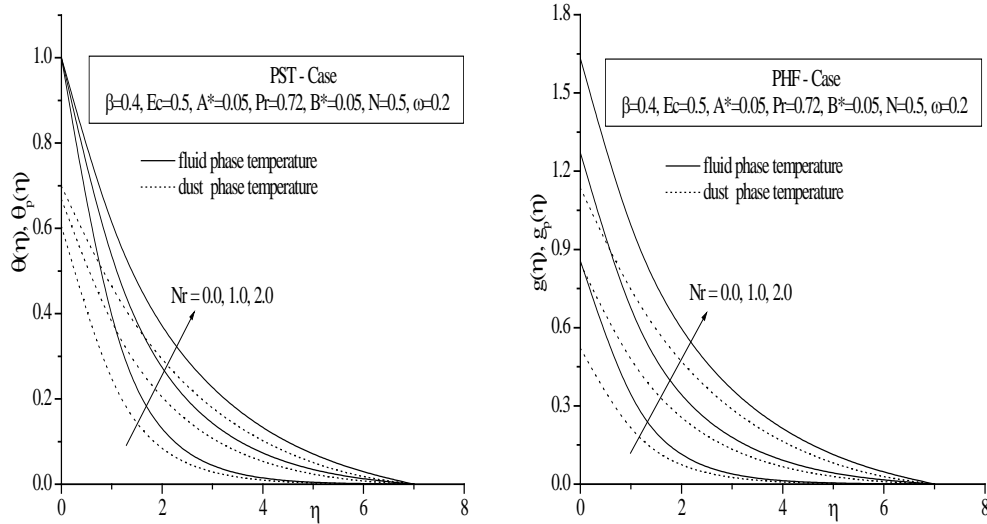 PST - Case
β=0.4, Ec=0.5, A*=0.05, Pr=0.72, B*=0.05, N=0.5, ω=0.2
fluid phase temperature
dust phase temperature
Nr = 0.0, 1.0, 2.0
θ(η), θp(η)
1.0
0.8
0.6
0.4
0.2
0.0
0 2 4 6 8
η
PHF - Case
β=0.4, Ec=0.5, A*=0.05, Pr=0.72, B*=0.05, N=0.5, ω=0.2
fluid phase temperature
dust phase temperature
Nr = 0.0, 1.0, 2.0
g(η), gp(η)
1.8
1.5
1.2
0.9
0.6
0.3
0.0
0 2 4 6 8
η